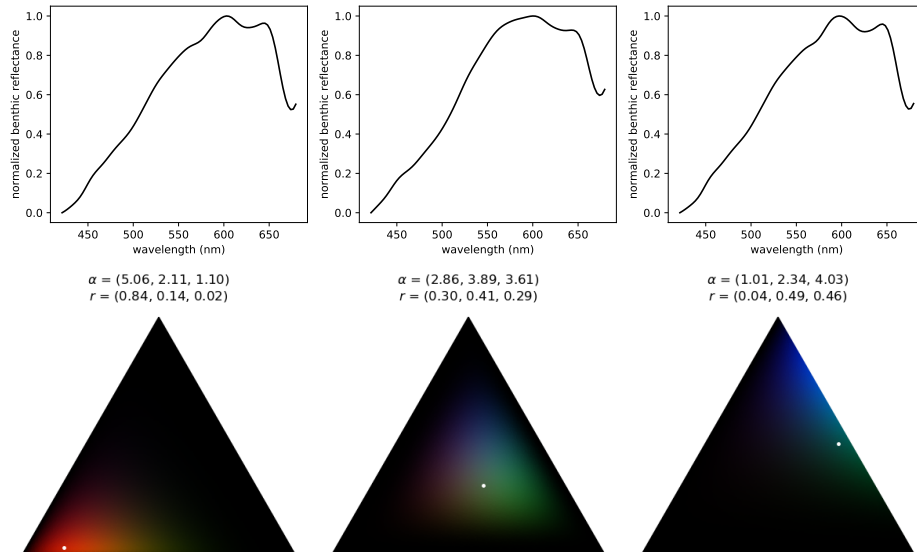 1.0
0.8
0.6
0.4
0.2
0.0
normalized benthic reflectance
450 500 550 600 650
wavelength (nm)
1.0
0.8
0.6
0.4
0.2
0.0
normalized benthic reflectance
450 500 550 600 650
wavelength (nm)
1.0
0.8
0.6
0.4
0.2
0.0
normalized benthic reflectance
450 500 550 600 650
wavelength (nm)
α = (5.06, 2.11, 1.10)
r = (0.84, 0.14, 0.02)
α = (2.86, 3.89, 3.61)
r = (0.30, 0.41, 0.29)
α = (1.01, 2.34, 4.03)
r = (0.04, 0.49, 0.46)